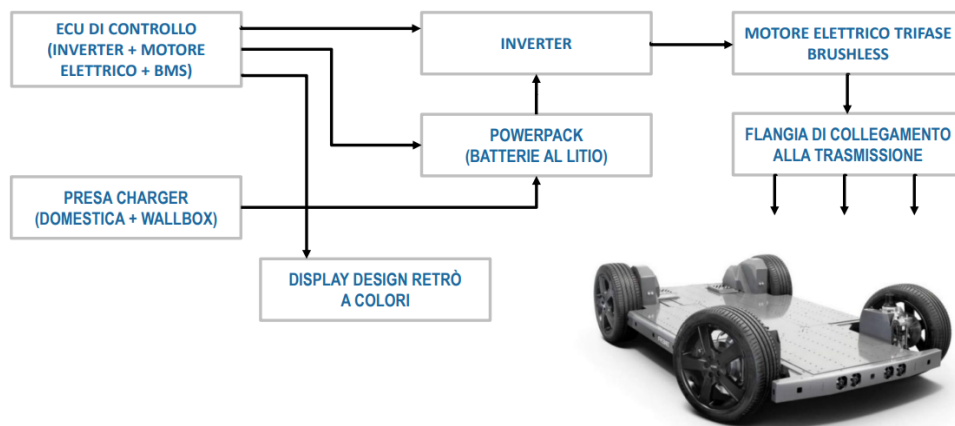 ECU DI CONTROLLO
(INVERTER + MOTORE
ELETTRICO + BMS)
INVERTER
MOTORE ELETTRICO TRIFASE
BRUSHLESS
POWERPACK
(BATTERIE AL LITIO)
FLANGIA DI COLLEGAMENTO
ALLA TRASMISSIONE
PRESA CHARGER
(DOMESTICA + WALLBOX)
DISPLAY DESIGN RETRÒ
A COLORI